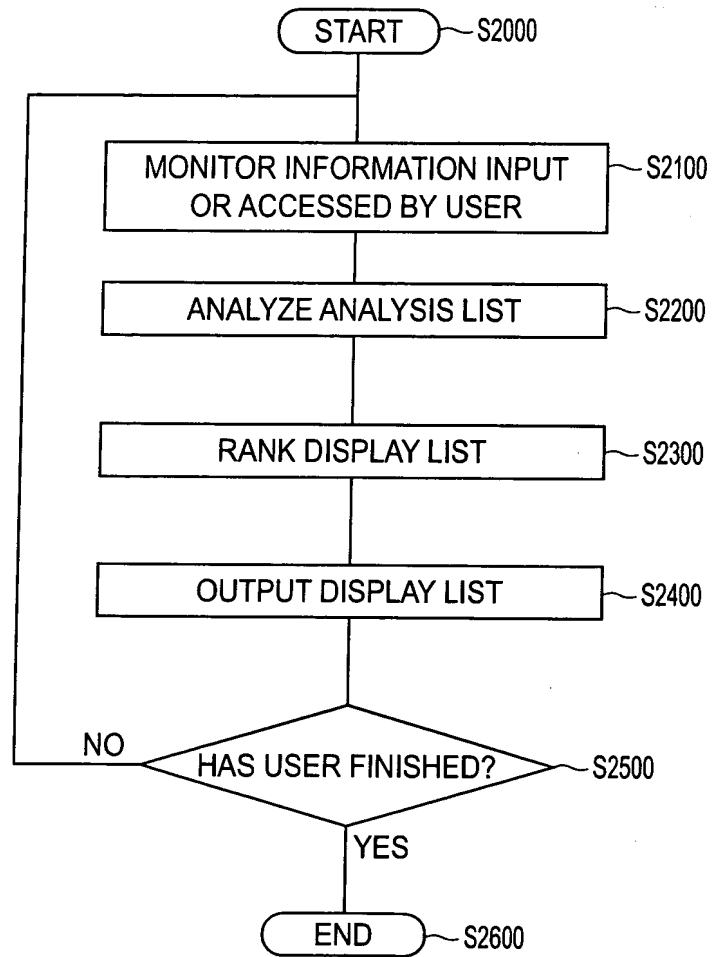 START
S2000
MONITOR INFORMATION INPUT
OR ACCESSED BY USER
S2100
ANALYZE ANALYSIS LIST
S2200
RANK DISPLAY LIST
S2300
OUTPUT DISPLAY LIST
S2400
NO
HAS USER FINISHED?
S2500
YES
END
S2600